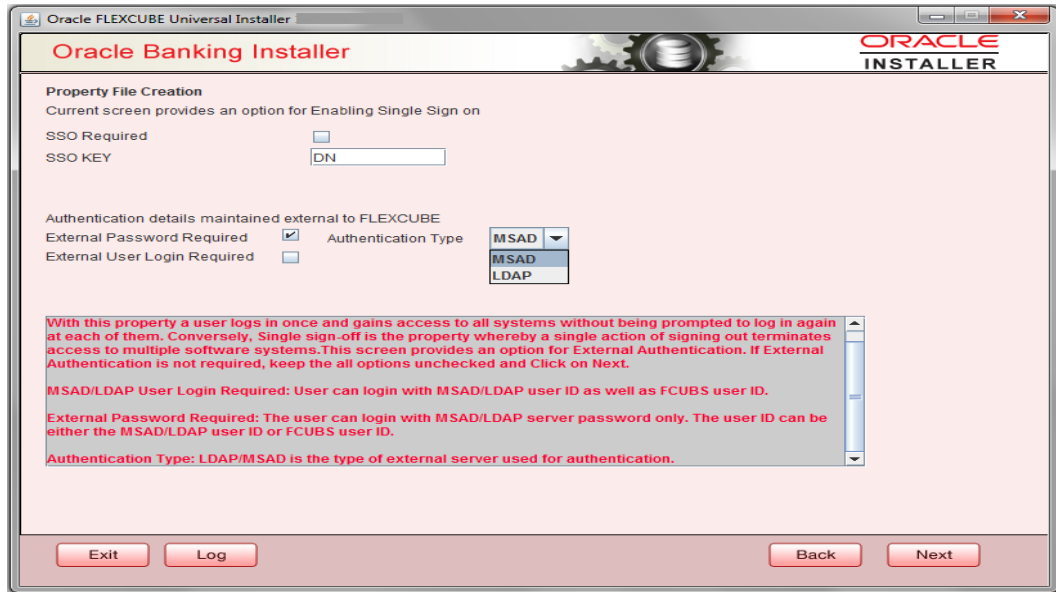 Oracle FLEXCUBE Universal Installer
Oracle Banking Installer
ORACLE
INSTALLER
Property File Creation
Current screen provides an option for Enabling Single Sign on
SSO Required
SSO KEY DN
Authentication details maintained external to FLEXCUBE
External Password Required Authentication Type MSAD
External User Login Required MSAD
LDAP
With this property a user logs in once and gains access to all systems without being prompted to log in again
at each of them. Conversely, Single sign-off is the property whereby a single action of signing out terminates
access to multiple software systems.This screen provides an option for External Authentication. If External
Authentication is not required, keep the all options unchecked and Click on Next.
MSAD/LDAP User Login Required: User can login with MSAD/LDAP user ID as well as FCUBS user ID.
External Password Required: The user can login with MSAD/LDAP server password only. The user ID can be
either the MSAD/LDAP user ID or FCUBS user ID.
Authentication Type: LDAP/MSAD is the type of external server used for authentication.
Exit Log Back Next